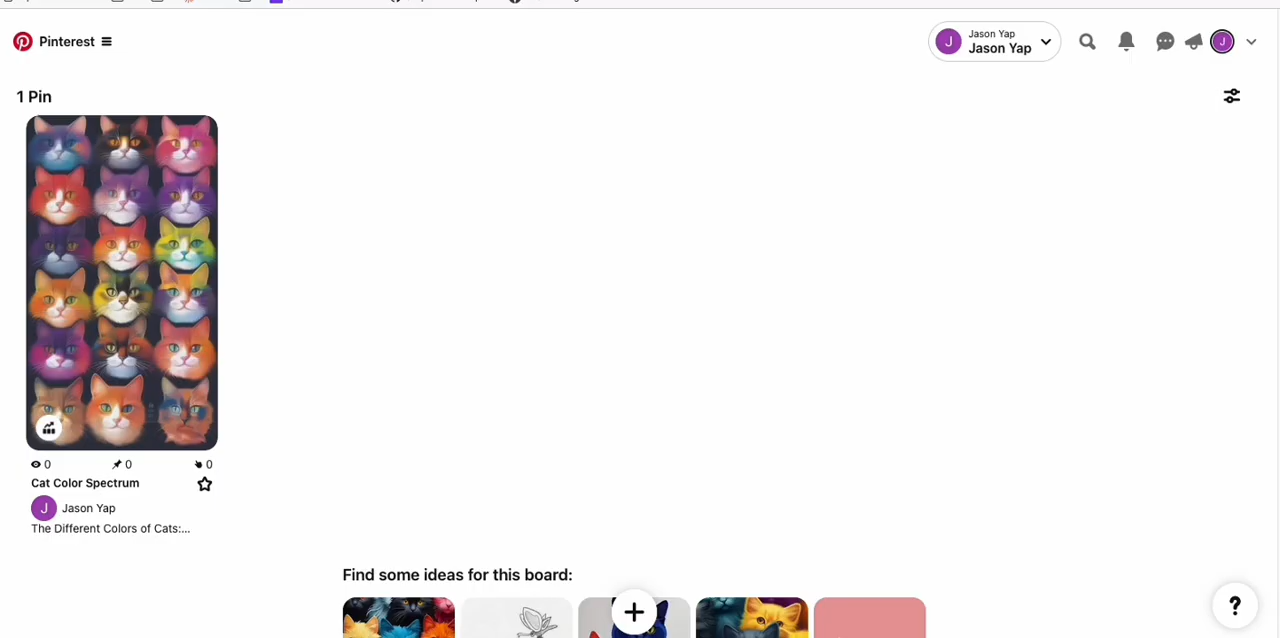 Pinterest
Jason Yap
Jason Yap
J
J
1 Pin
0 0 0
Cat Color Spectrum
J Jason Yap
The Different Colors of Cats:...
Find some ideas for this board:
+
?